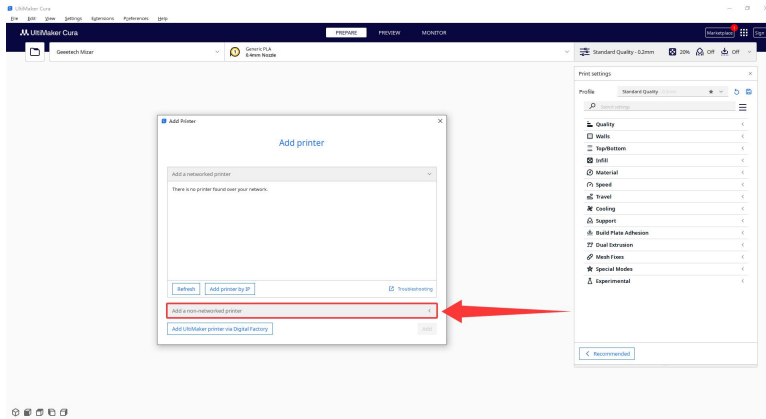 UltiMaker Cura
File Edit View Settings Extensions Preferences Help
UltiMaker Cura PREPARE PREVIEW MONITOR Marketplace Sign
Geeetech Mizar
Generic PLA
0.4mm Nozzle
Standard Quality - 0.2mm 20% Off Off
Print settings
Profile Standard Quality
Search settings
Quality
Walls
Top/Bottom
Infill
Material
Speed
Travel
Cooling
Support
Build Plate Adhesion
Dual Extrusion
Mesh Fixes
Special Modes
Experimental
Recommended
Add Printer
Add printer
Add a networked printer
There is no printer found over your network.
Refresh Add printer by IP Troubleshooting
Add a non-networked printer
Add UltiMaker printer via Digital Factory Add